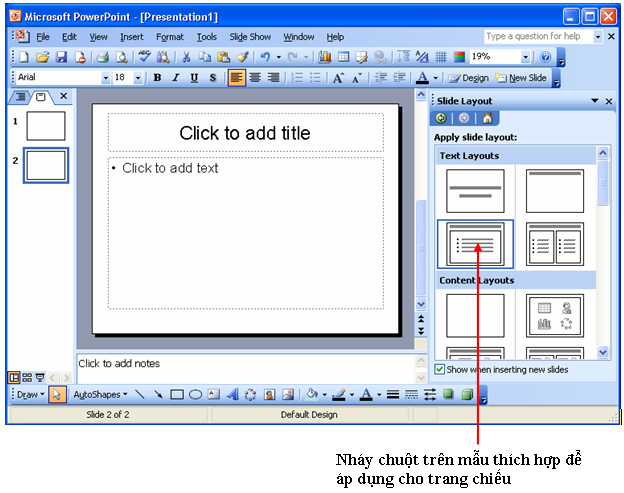 Microsoft PowerPoint - [Presentation1]
File Edit View Insert Format Tools Slide Show Window Help
Type a question for help
19%
Arial 18 B I U S A A A Design New Slide
Slide Layout
Apply slide layout:
Text Layouts
1
2
Click to add title
• Click to add text
Content Layouts
Click to add notes
Show when inserting new slides
Draw AutoShapes A A
Slide 2 of 2 Default Design
Nháy chuột trên mẫu thích hợp để
áp dụng cho trang chiếu